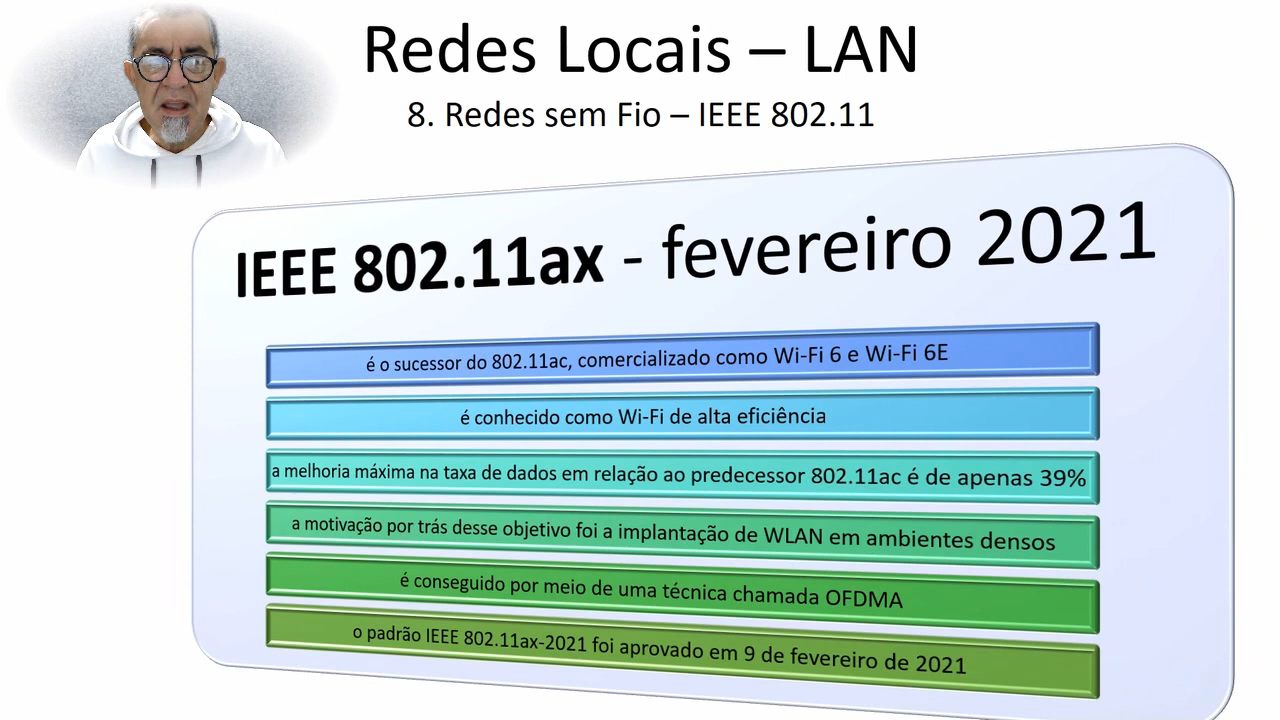 Redes Locais – LAN
8. Redes sem Fio – IEEE 802.11
IEEE 802.11ax - fevereiro 2021
é o sucessor do 802.11ac, comercializado como Wi-Fi 6 e Wi-Fi 6E
é conhecido como Wi-Fi de alta eficiência
a melhoria máxima na taxa de dados em relação ao predecessor 802.11ac é de apenas 39%
a motivação por trás desse objetivo foi a implantação de WLAN em ambientes densos
é conseguido por meio de uma técnica chamada OFDMA
o padrão IEEE 802.11ax-2021 foi aprovado em 9 de fevereiro de 2021